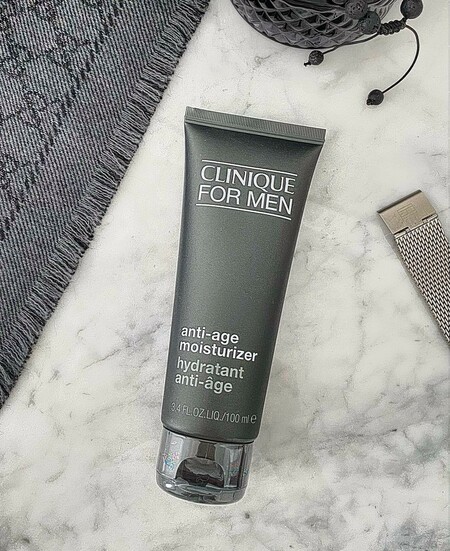 CLINIQUE
FOR MEN
anti-age
moisturizer
hydratant
anti-âge
3.4 FL.OZ.LIQ./100 ml ℮